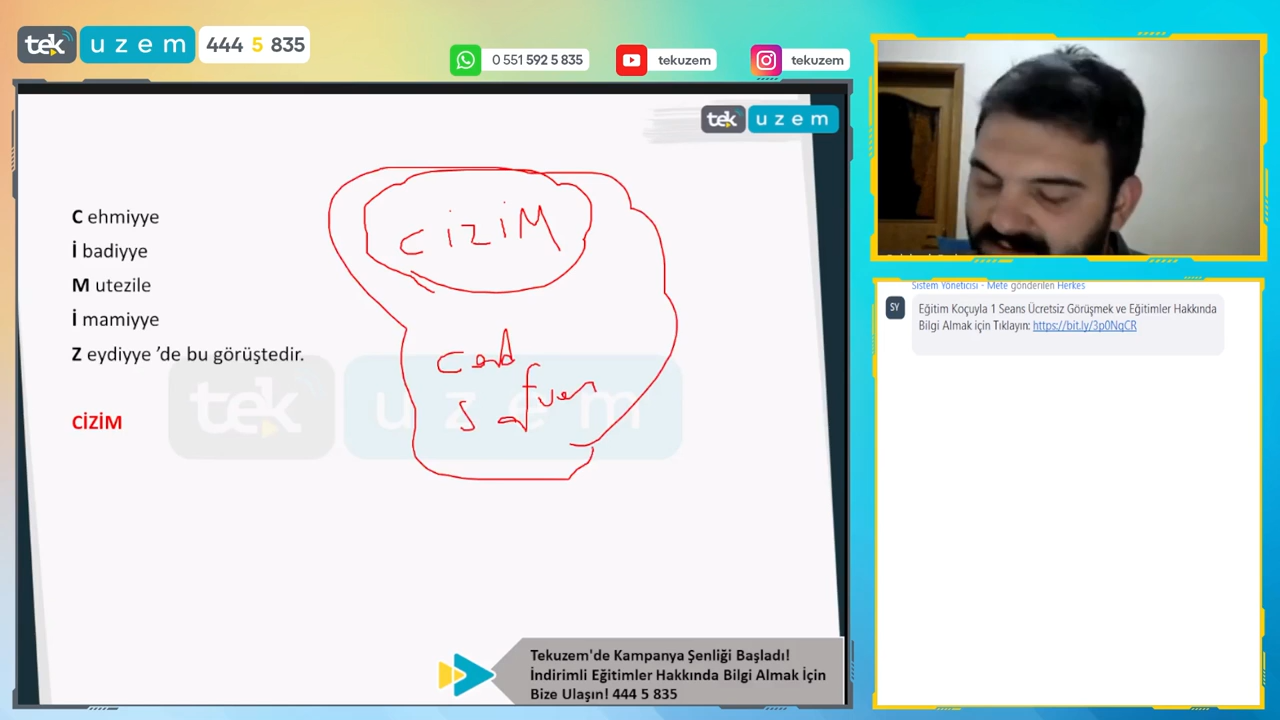 tek uzem 444 5 835
0 551 592 5 835
tekuzem
tekuzem
tek uzem
C ehmiyye
İ badiyye
M utezile
İ mamiyye
Z eydiyye ’de bu görüştedir.
CİZİM
CİZİM
cad
Safvan
tek uzem
Sistem Yöneticisi - Mete gönderilen Herkes
SY
Eğitim Koçuyla 1 Seans Ücretsiz Görüşmek ve Eğitimler Hakkında
Bilgi Almak için Tıklayın: https://bit.ly/3p0NqCR
Tekuzem'de Kampanya Şenliği Başladı!
İndirimli Eğitimler Hakkında Bilgi Almak İçin
Bize Ulaşın! 444 5 835